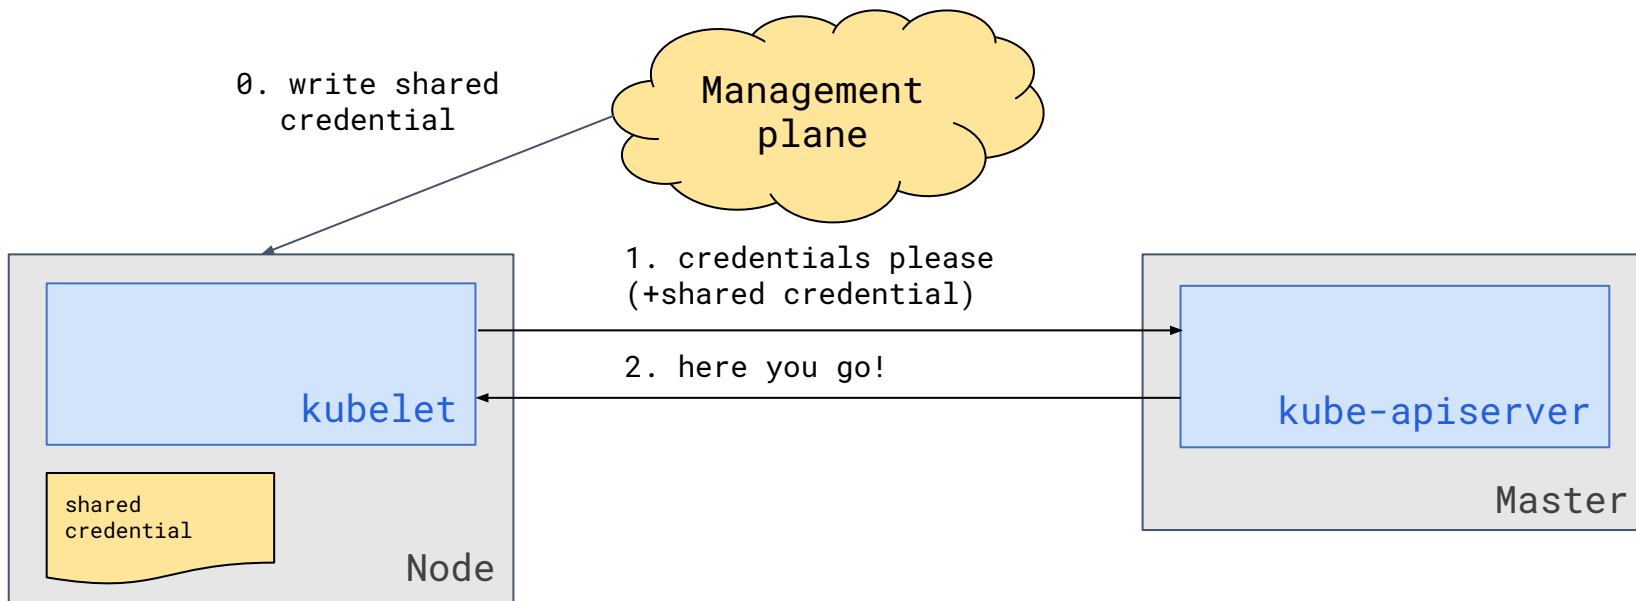 0. write shared
credential
Management
plane
1. credentials please
(+shared credential)
2. here you go!
kubelet
kube-apiserver
shared
credential
Node
Master